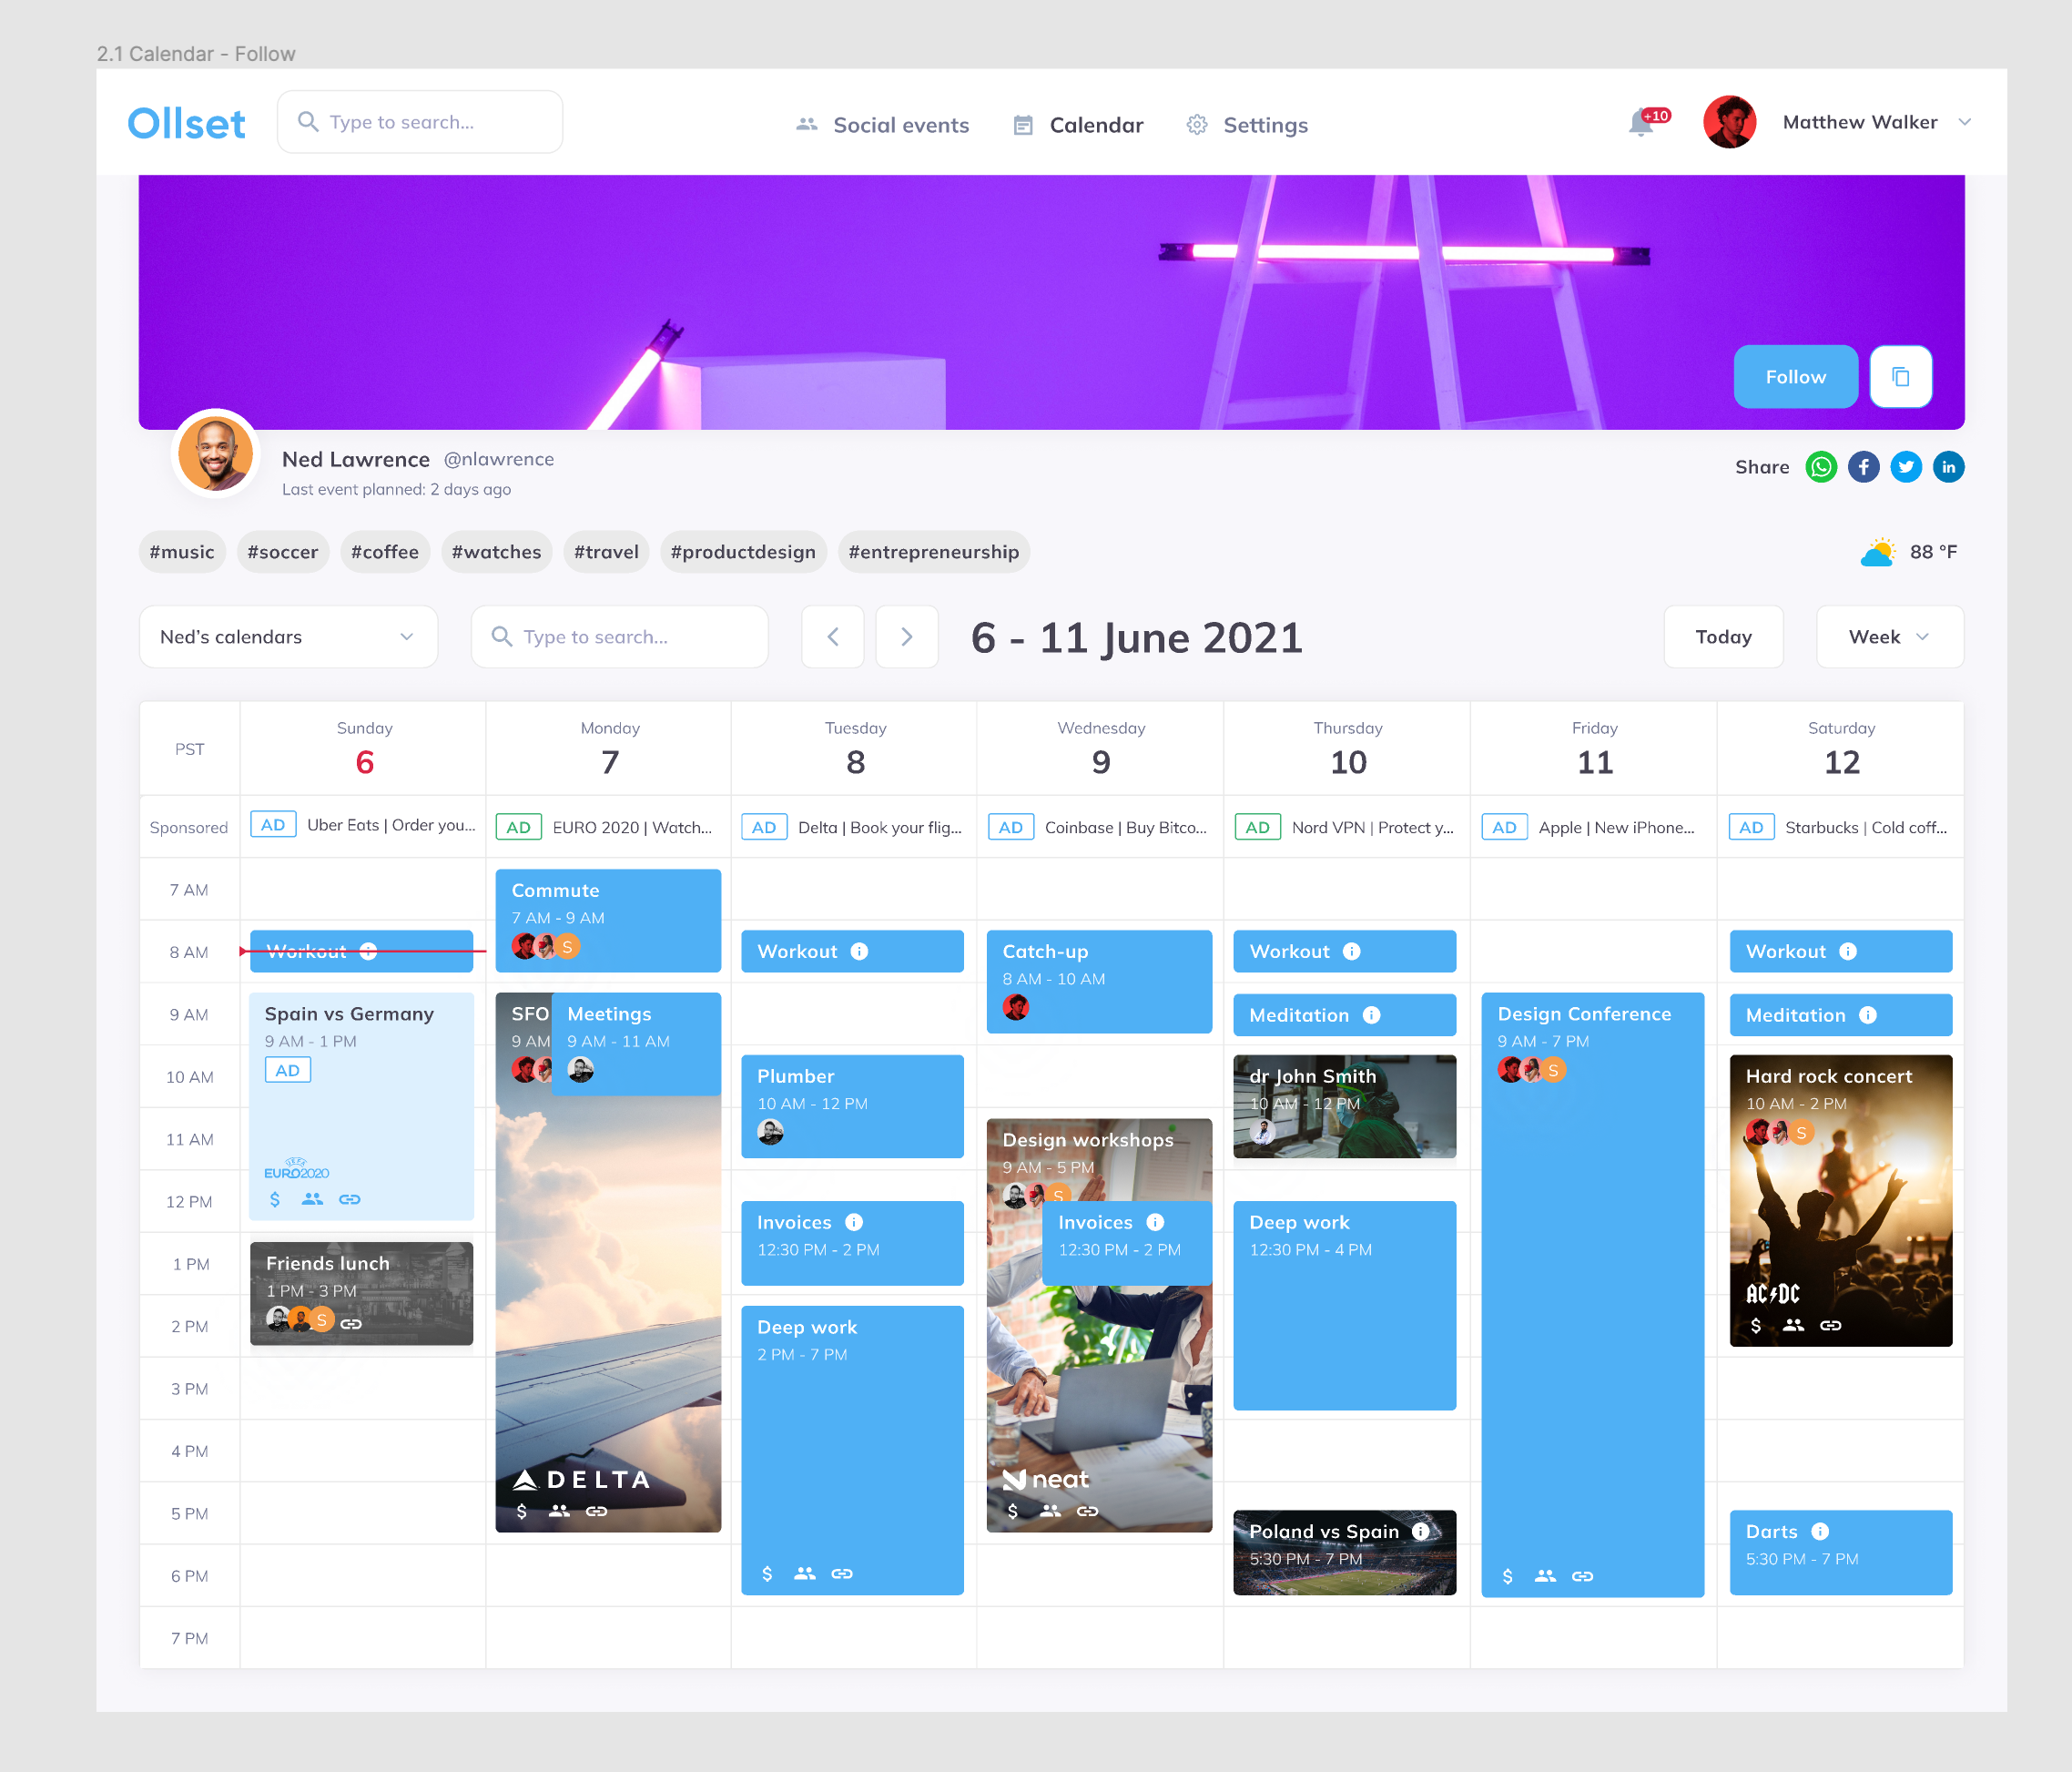 2.1 Calendar - Follow
Ollset
Type to search...
Social events
Calendar
Settings
+10
Matthew Walker
Follow
Ned Lawrence @nlawrence
Last event planned: 2 days ago
Share
#music #soccer #coffee #watches #travel #productdesign #entrepreneurship
88 °F
Ned’s calendars
Type to search...
6 - 11 June 2021
Today
Week
PST
Sunday
6
Monday
7
Tuesday
8
Wednesday
9
Thursday
10
Friday
11
Saturday
12
Sponsored
AD Uber Eats | Order you...
AD EURO 2020 | Watch...
AD Delta | Book your flig...
AD Coinbase | Buy Bitco...
AD Nord VPN | Protect y...
AD Apple | New iPhone...
AD Starbucks | Cold coff...
7 AM
8 AM
9 AM
10 AM
11 AM
12 PM
1 PM
2 PM
3 PM
4 PM
5 PM
6 PM
7 PM
Workout
Spain vs Germany
9 AM - 1 PM
AD
UEFA
EURO2020
Friends lunch
1 PM - 3 PM
S
Commute
7 AM - 9 AM
S
SFO
9 AM
Meetings
9 AM - 11 AM
DELTA
Workout
Plumber
10 AM - 12 PM
Invoices
12:30 PM - 2 PM
Deep work
2 PM - 7 PM
Catch-up
8 AM - 10 AM
Design workshops
9 AM - 5 PM
S
Invoices
12:30 PM - 2 PM
neat
Workout
Meditation
dr John Smith
10 AM - 12 PM
Deep work
12:30 PM - 4 PM
Poland vs Spain
5:30 PM - 7 PM
Design Conference
9 AM - 7 PM
S
Workout
Meditation
Hard rock concert
10 AM - 2 PM
S
AC⚡DC
Darts
5:30 PM - 7 PM